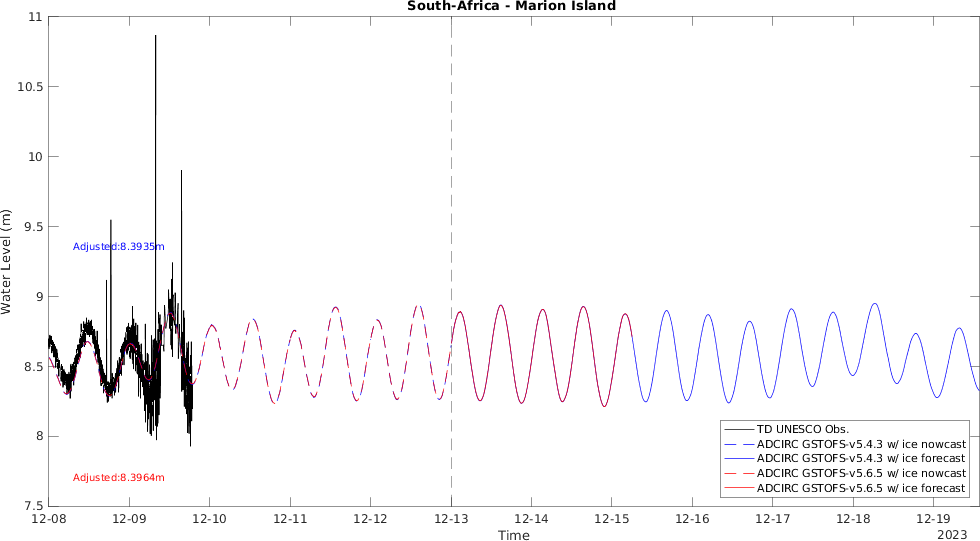 South-Africa - Marion Island
Water Level (m)
11
10.5
10
9.5
9
8.5
8
7.5
Adjusted:8.3935m
Adjusted:8.3964m
TD UNESCO Obs.
ADCIRC GSTOFS-v5.4.3 w/ ice nowcast
ADCIRC GSTOFS-v5.4.3 w/ ice forecast
ADCIRC GSTOFS-v5.6.5 w/ ice nowcast
ADCIRC GSTOFS-v5.6.5 w/ ice forecast
12-08 12-09 12-10 12-11 12-12 12-13 12-14 12-15 12-16 12-17 12-18 12-19
Time
2023